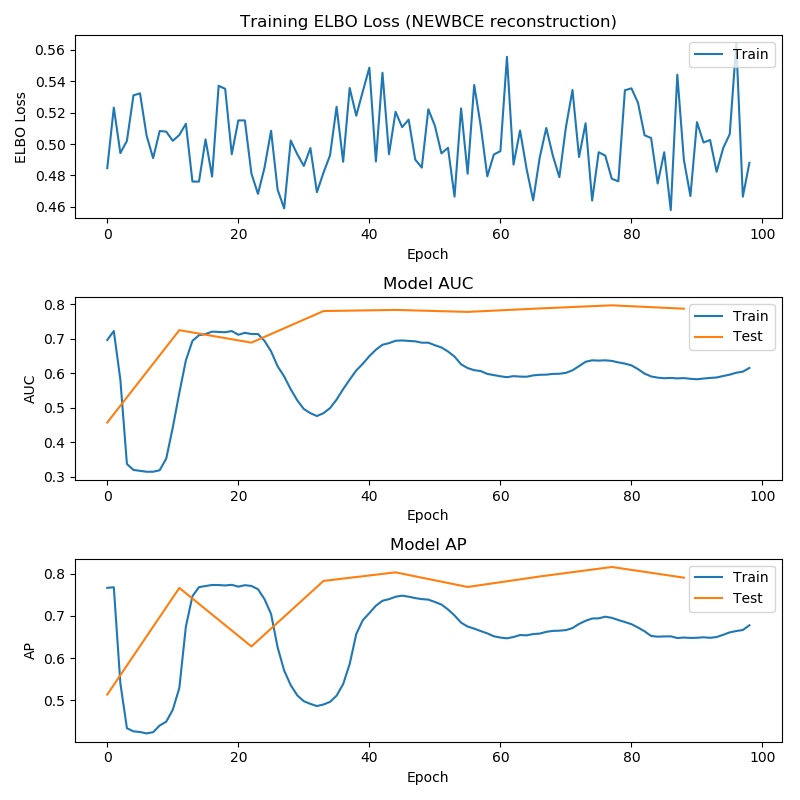 Training ELBO Loss (NEWBCE reconstruction)
ELBO Loss
0.56
0.54
0.52
0.50
0.48
0.46
Train
0 20 40 60 80 100
Epoch
Model AUC
AUC
0.8
0.7
0.6
0.5
0.4
0.3
Train
Test
0 20 40 60 80 100
Epoch
Model AP
AP
0.8
0.7
0.6
0.5
Train
Test
0 20 40 60 80 100
Epoch